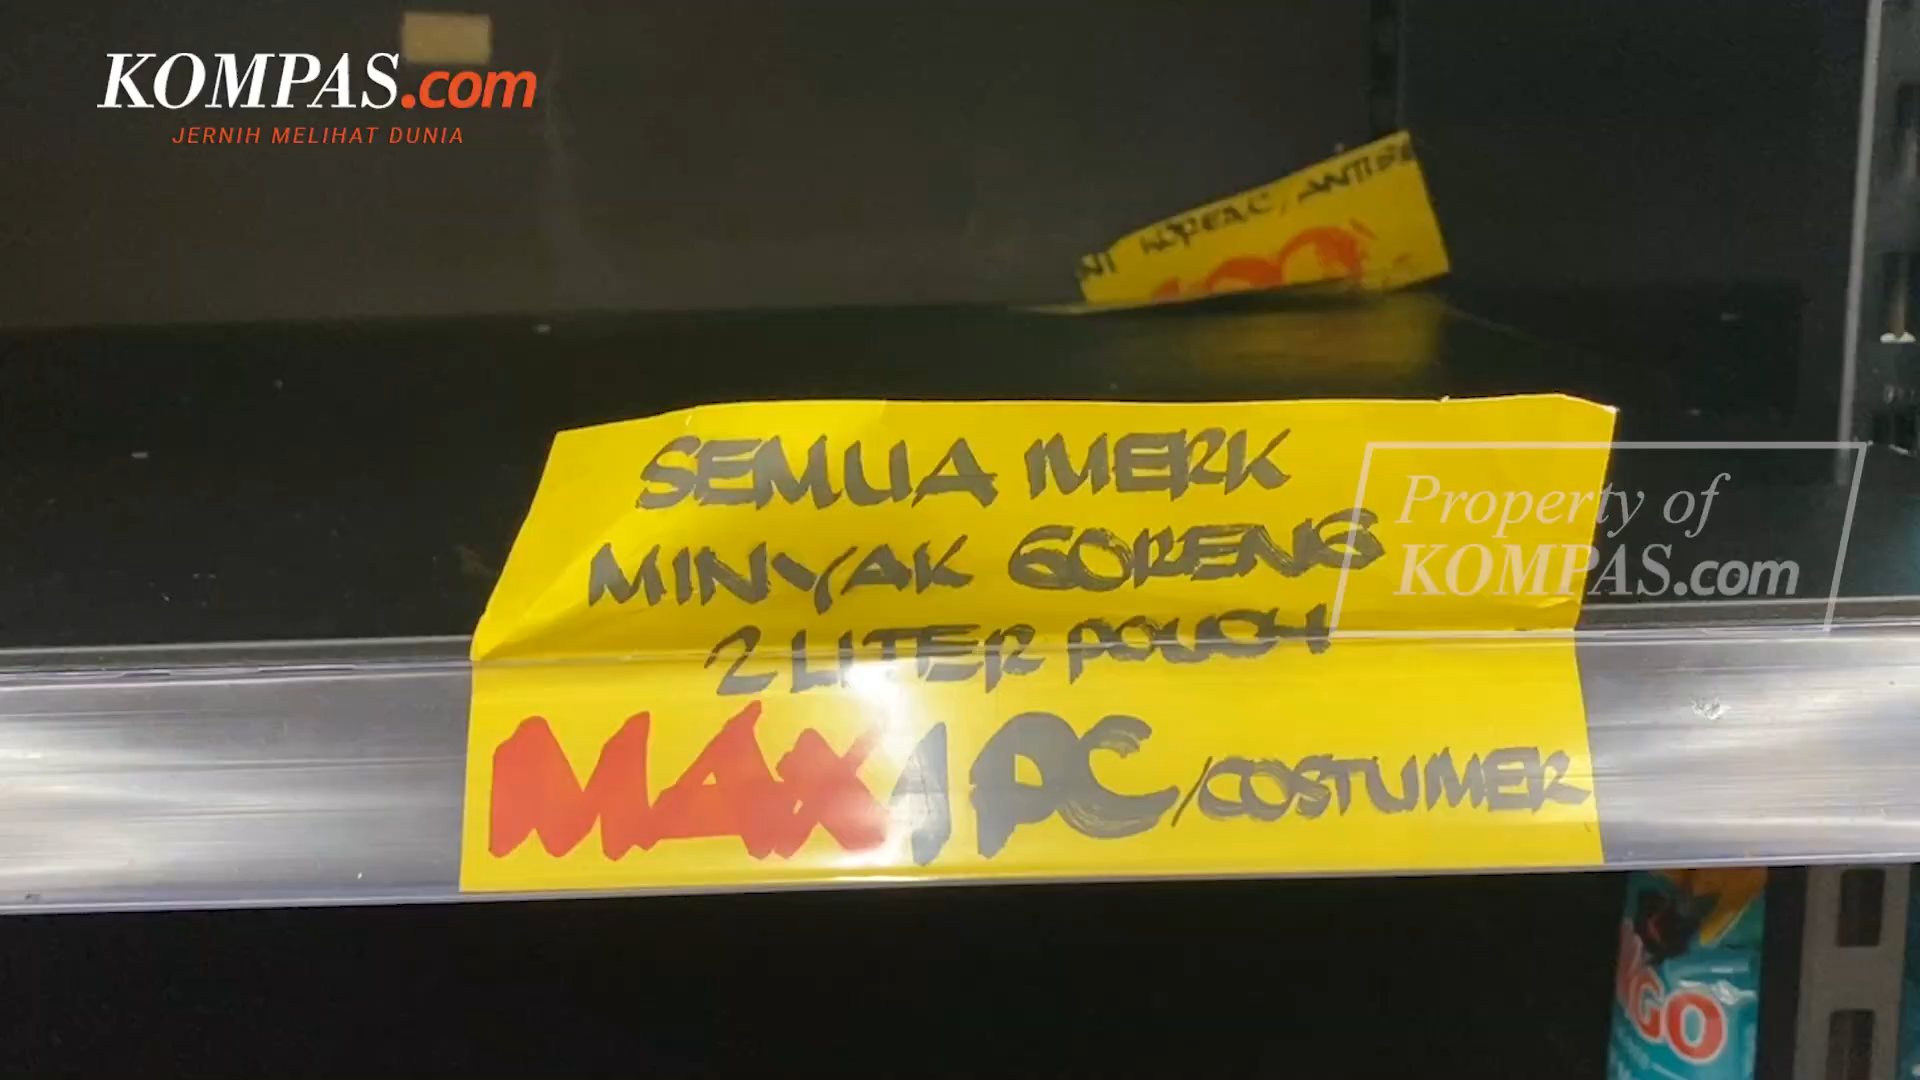 KOMPAS.com
JERNIH MELIHAT DUNIA
SEMUA MERK
MINYAK GORENG
2 LITER POUCH
MAX 1 PC /COSTUMER
Property of
KOMPAS.com